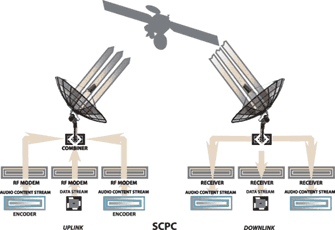 COMBINER
RF MODEM RF MODEM RF MODEM RECEIVER RECEIVER RECEIVER
AUDIO CONTENT STREAM DATA STREAM AUDIO CONTENT STREAM AUDIO CONTENT STREAM DATA STREAM AUDIO CONTENT STREAM
ENCODER ENCODER
UPLINK SCPC DOWNLINK